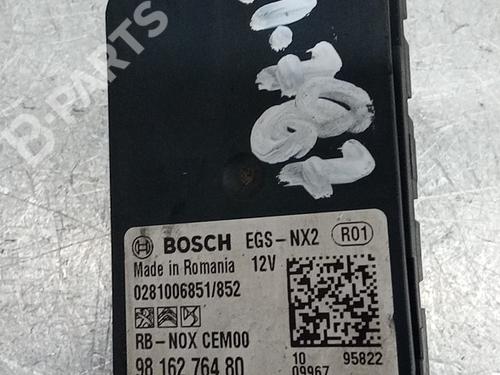 B-PARTS
BOSCH EGS-NX2 R01
Made in Romania 12V
0281006851/852
RB-NOX CEM00
98 162 764 80
10 95822
09967